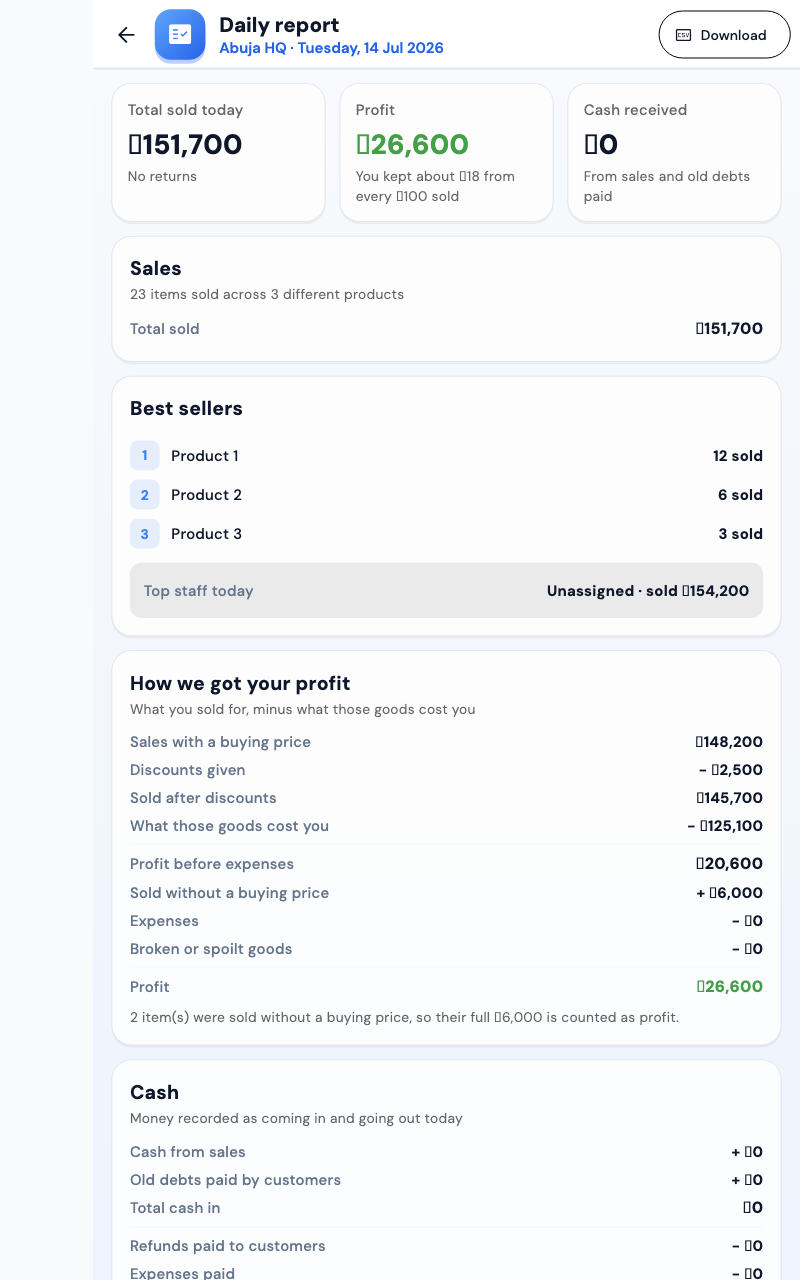 Daily report
Abuja HQ · Tuesday, 14 Jul 2026
CSV Download
Total sold today
▯151,700
No returns
Profit
▯26,600
You kept about ▯18 from
every ▯100 sold
Cash received
▯0
From sales and old debts
paid
Sales
23 items sold across 3 different products
Total sold ▯151,700
Best sellers
1 Product 1 12 sold
2 Product 2 6 sold
3 Product 3 3 sold
Top staff today Unassigned · sold ▯154,200
How we got your profit
What you sold for, minus what those goods cost you
Sales with a buying price ▯148,200
Discounts given − ▯2,500
Sold after discounts ▯145,700
What those goods cost you − ▯125,100
Profit before expenses ▯20,600
Sold without a buying price + ▯6,000
Expenses − ▯0
Broken or spoilt goods − ▯0
Profit ▯26,600
2 item(s) were sold without a buying price, so their full ▯6,000 is counted as profit.
Cash
Money recorded as coming in and going out today
Cash from sales + ▯0
Old debts paid by customers + ▯0
Total cash in ▯0
Refunds paid to customers − ▯0
Expenses paid − ▯0